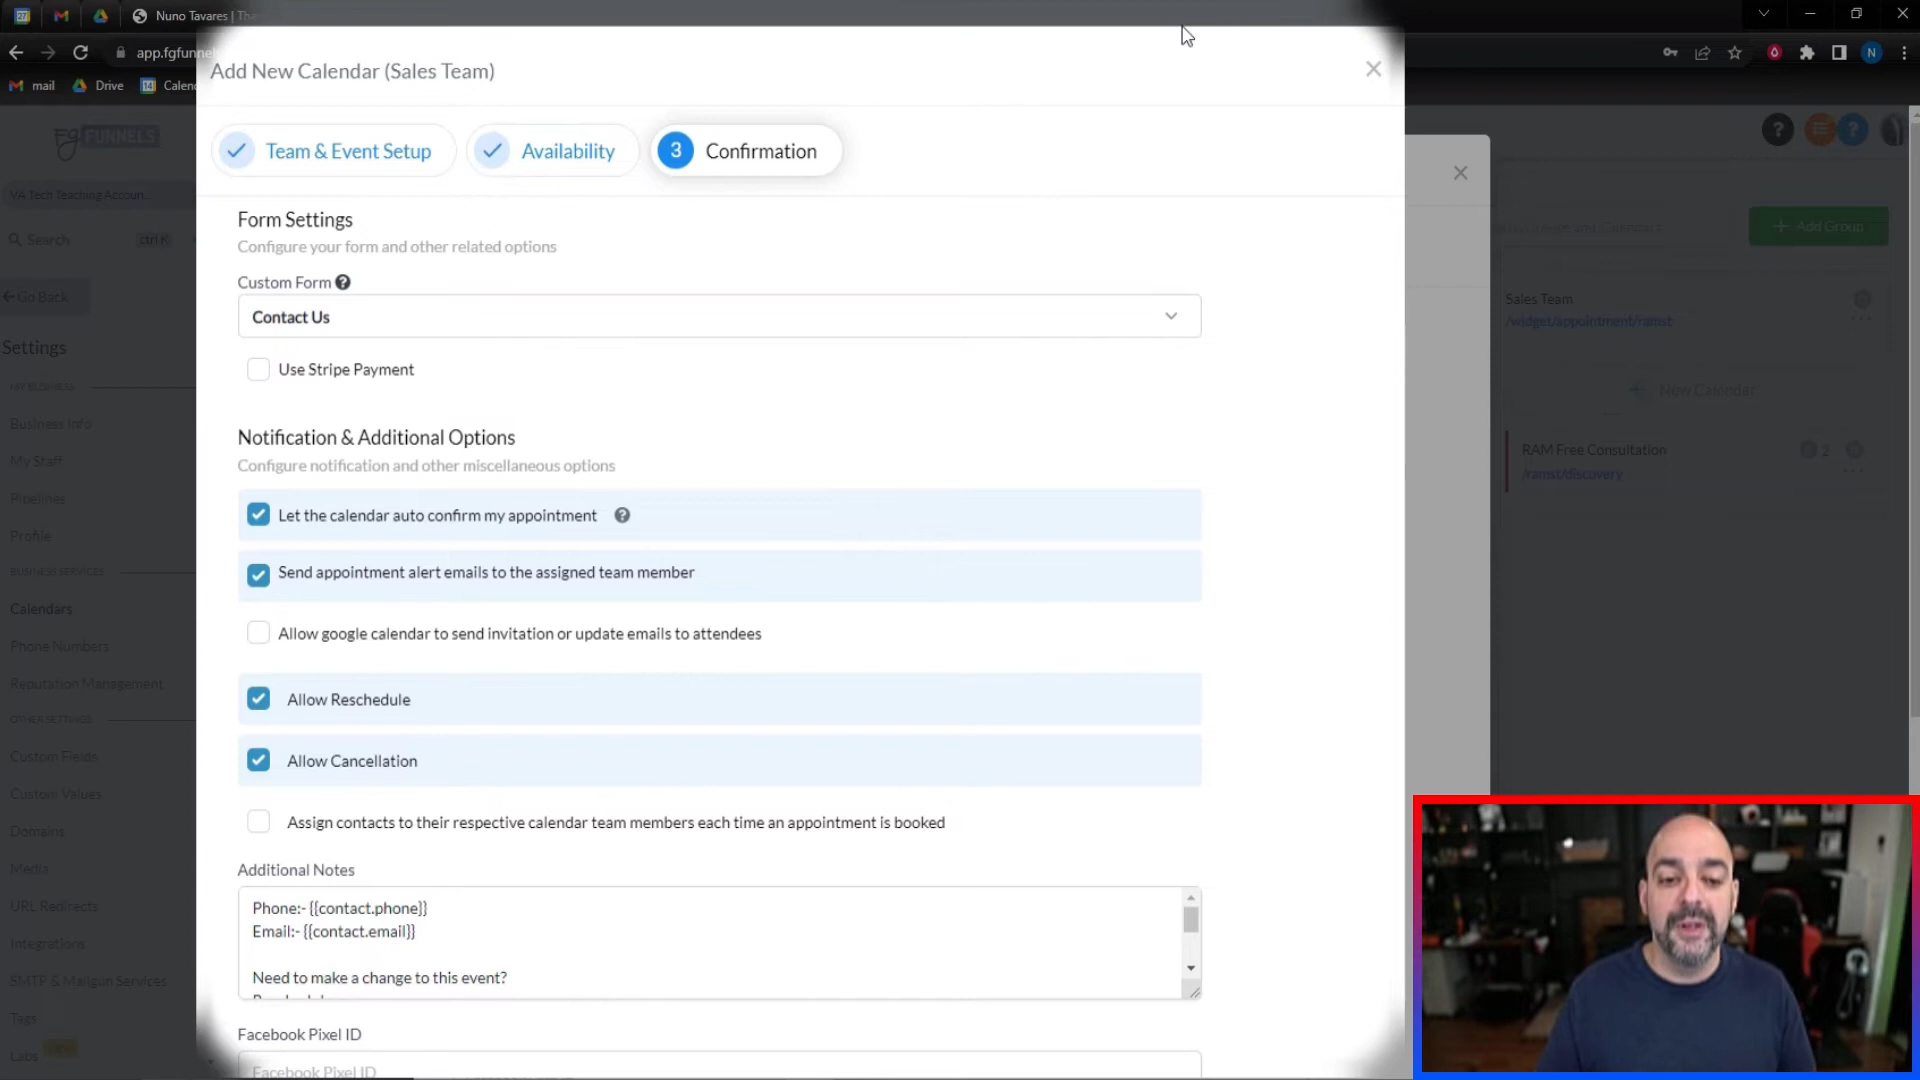 Nuno Tavares | The
app.fgfunnel
mail
Drive
Calend
Add New Calendar (Sales Team)
Team & Event Setup
Availability
3
Confirmation
FG FUNNELS
VA Tech Teaching Accoun...
Search
ctrl K
Go Back
Settings
MY BUSINESS
Business Info
My Staff
Pipelines
Profile
BUSINESS SERVICES
Calendars
Phone Numbers
Reputation Management
OTHER SETTINGS
Custom Fields
Custom Values
Domains
Media
URL Redirects
Integrations
SMTP & Mailgun Services
Tags
Labs
Form Settings
Configure your form and other related options
Custom Form
Contact Us
Use Stripe Payment
Notification & Additional Options
Configure notification and other miscellaneous options
Let the calendar auto confirm my appointment
Send appointment alert emails to the assigned team member
Allow google calendar to send invitation or update emails to attendees
Allow Reschedule
Allow Cancellation
Assign contacts to their respective calendar team members each time an appointment is booked
Additional Notes
Phone:- {{contact.phone}}
Email:- {{contact.email}}
Need to make a change to this event?
Facebook Pixel ID
Facebook Pixel ID
+ Add Group
Sales Team
/widget/appointment/ramst
+ New Calendar
RAM Free Consultation
2
/ramst/discovery